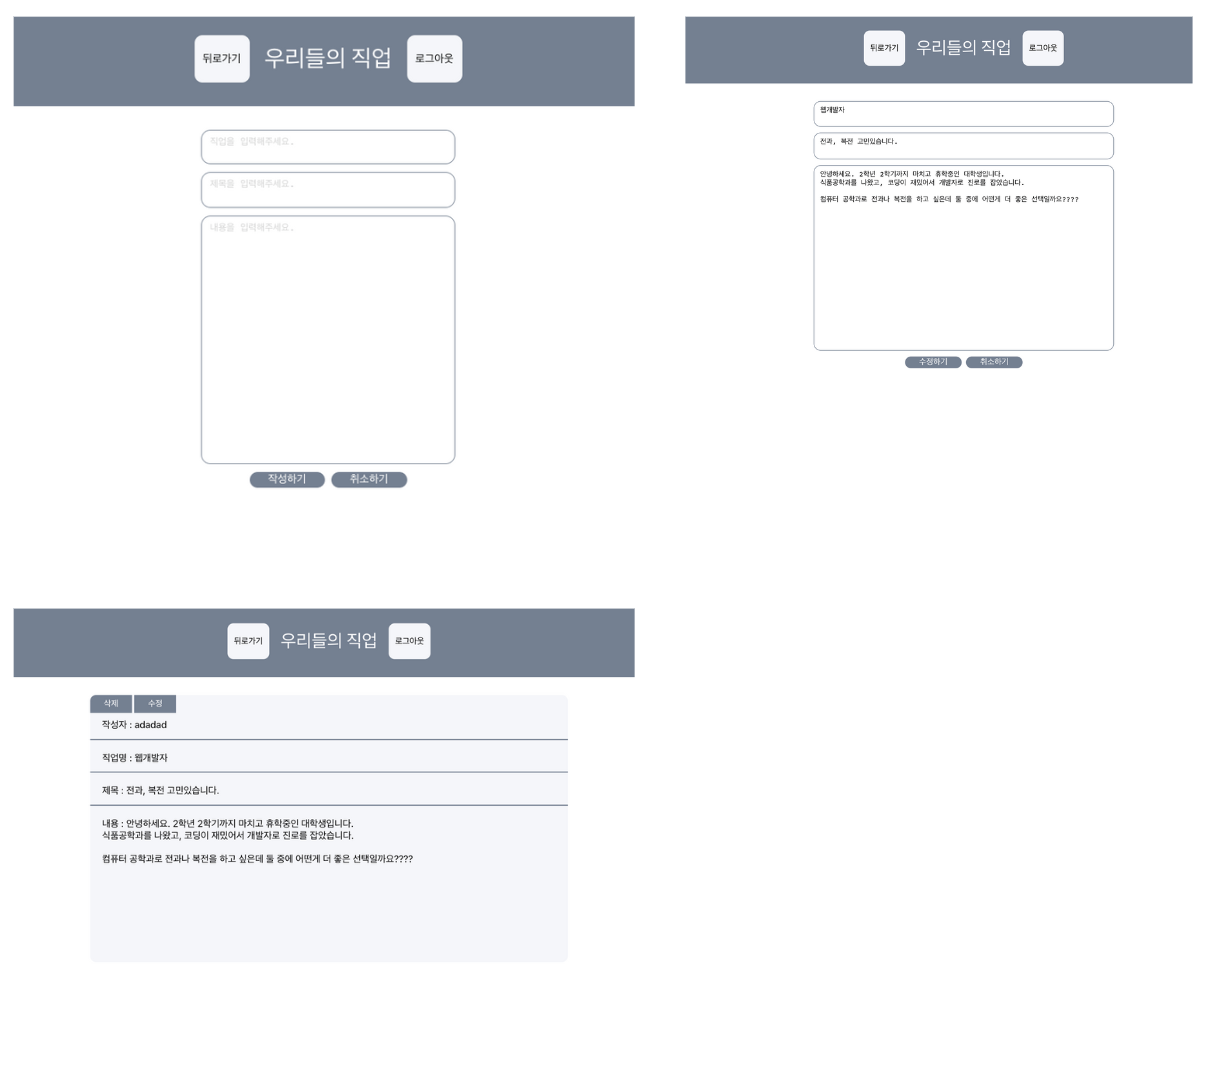 뒤로가기
우리들의 직업
로그아웃
직업을 입력해주세요.
제목을 입력해주세요.
내용을 입력해주세요.
작성하기
취소하기
뒤로가기
우리들의 직업
로그아웃
웹개발자
전과, 복전 고민있습니다.
안녕하세요. 2학년 2학기까지 마치고 휴학중인 대학생입니다.
식품공학과를 나왔고, 코딩이 재밌어서 개발자로 진로를 잡았습니다.
컴퓨터 공학과로 전과나 복전을 하고 싶은데 둘 중에 어떤게 더 좋은 선택일까요????
수정하기
취소하기
뒤로가기
우리들의 직업
로그아웃
삭제
수정
작성자 : adadad
직업명 : 웹개발자
제목 : 전과, 복전 고민있습니다.
내용 : 안녕하세요. 2학년 2학기까지 마치고 휴학중인 대학생입니다.
식품공학과를 나왔고, 코딩이 재밌어서 개발자로 진로를 잡았습니다.
컴퓨터 공학과로 전과나 복전을 하고 싶은데 둘 중에 어떤게 더 좋은 선택일까요????